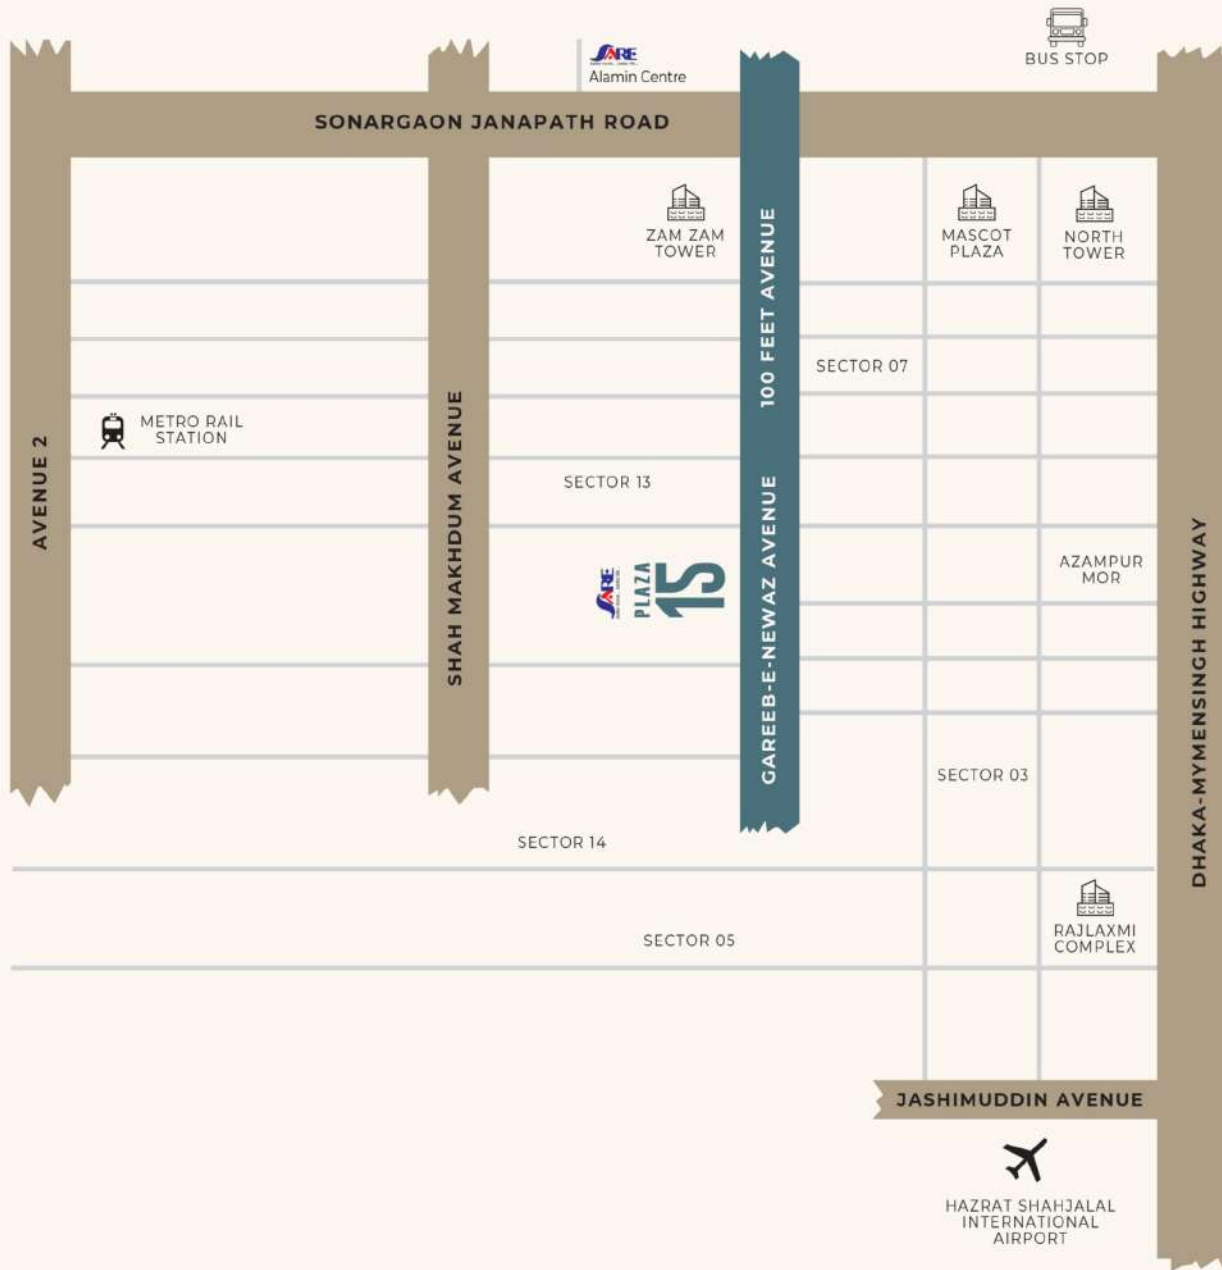 BUS STOP
SARE
Alamin Centre
SONARGAON JANAPATH ROAD
ZAM ZAM
TOWER
MASCOT
PLAZA
NORTH
TOWER
100 FEET AVENUE
SECTOR 07
METRO RAIL
STATION
AVENUE 2
SHAH MAKHDUM AVENUE
SECTOR 13
SARE
PLAZA
15
GAREEB-E-NEWAZ AVENUE
AZAMPUR
MOR
DHAKA-MYMENSINGH HIGHWAY
SECTOR 03
SECTOR 14
RAJLAXMI
COMPLEX
SECTOR 05
JASHIMUDDIN AVENUE
HAZRAT SHAHJALAL
INTERNATIONAL
AIRPORT